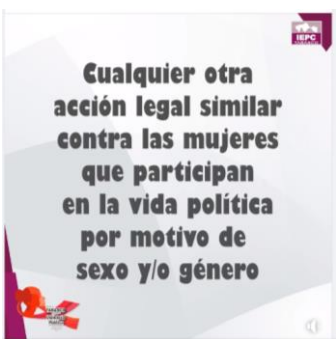 IEPC
Cualquier otra
acción legal similar
contra las mujeres
que participan
en la vida política
por motivo de
sexo y/o género